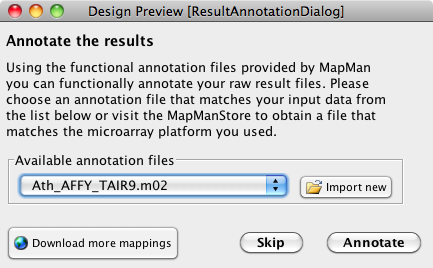 Design Preview [ResultAnnotationDialog]
Annotate the results
Using the functional annotation files provided by MapMan
you can functionally annotate your raw result files. Please
choose an annotation file that matches your input data from
the list below or visit the MapManStore to obtain a file that
matches the microarray platform you used.
Available annotation files
Ath_AFFY_TAIR9.m02
Import new
Download more mappings
Skip
Annotate